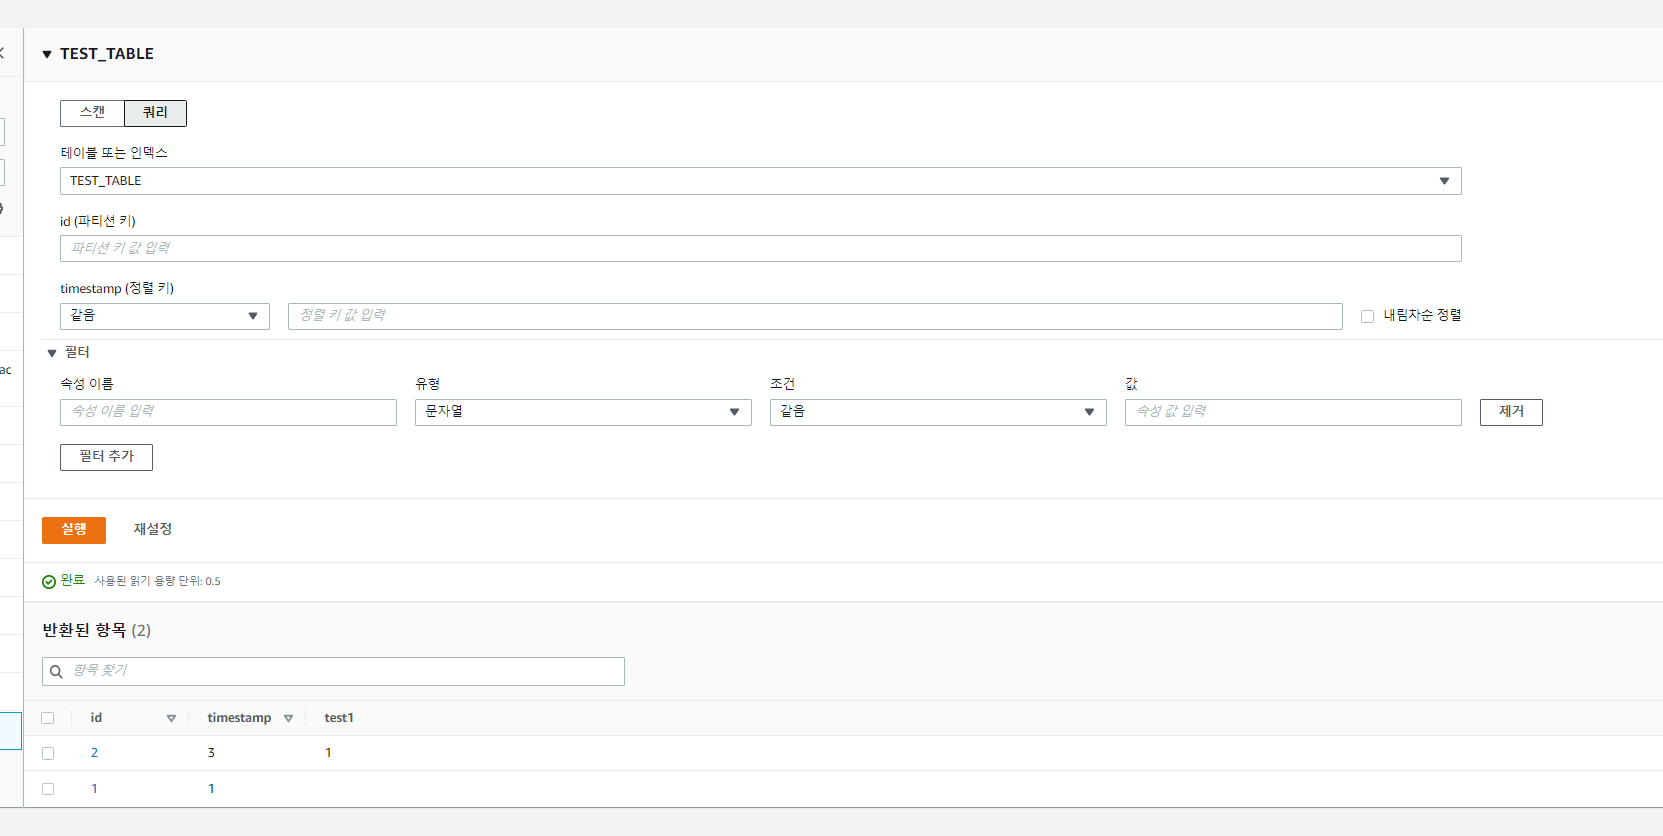 TEST_TABLE
스캔 쿼리
테이블 또는 인덱스
TEST_TABLE
id (파티션 키)
파티션 키 값 입력
timestamp (정렬 키)
같음 정렬 키 값 입력 내림차순 정렬
ac
필터
속성 이름 유형 조건 값
속성 이름 입력 문자열 같음 속성 값 입력 제거
필터 추가
실행 재설정
완료 사용된 읽기 용량 단위: 0.5
반환된 항목 (2)
항목 찾기
id timestamp test1
2 3 1
1 1